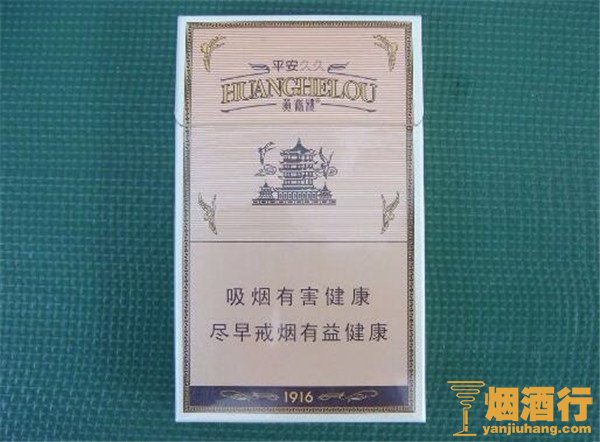 平安久久
HUANGHELOU
黄鹤楼®
吸烟有害健康
尽早戒烟有益健康
1916
烟酒行
yanjiuhang.com